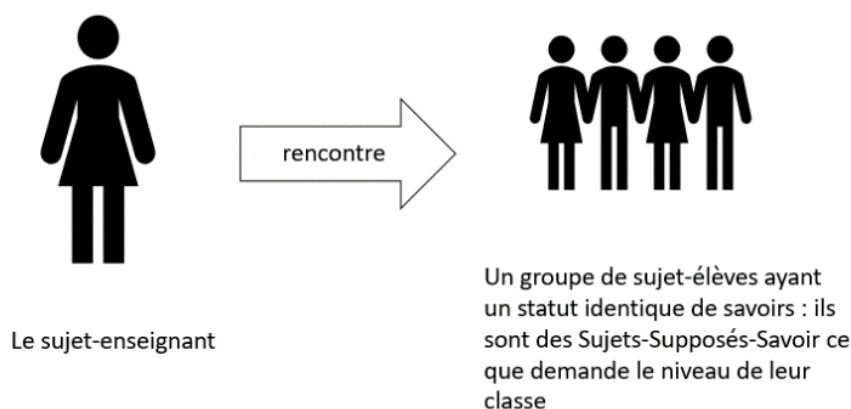 rencontre
Le sujet-enseignant
Un groupe de sujet-élèves ayant
un statut identique de savoirs : ils
sont des Sujets-Supposés-Savoir ce
que demande le niveau de leur
classe